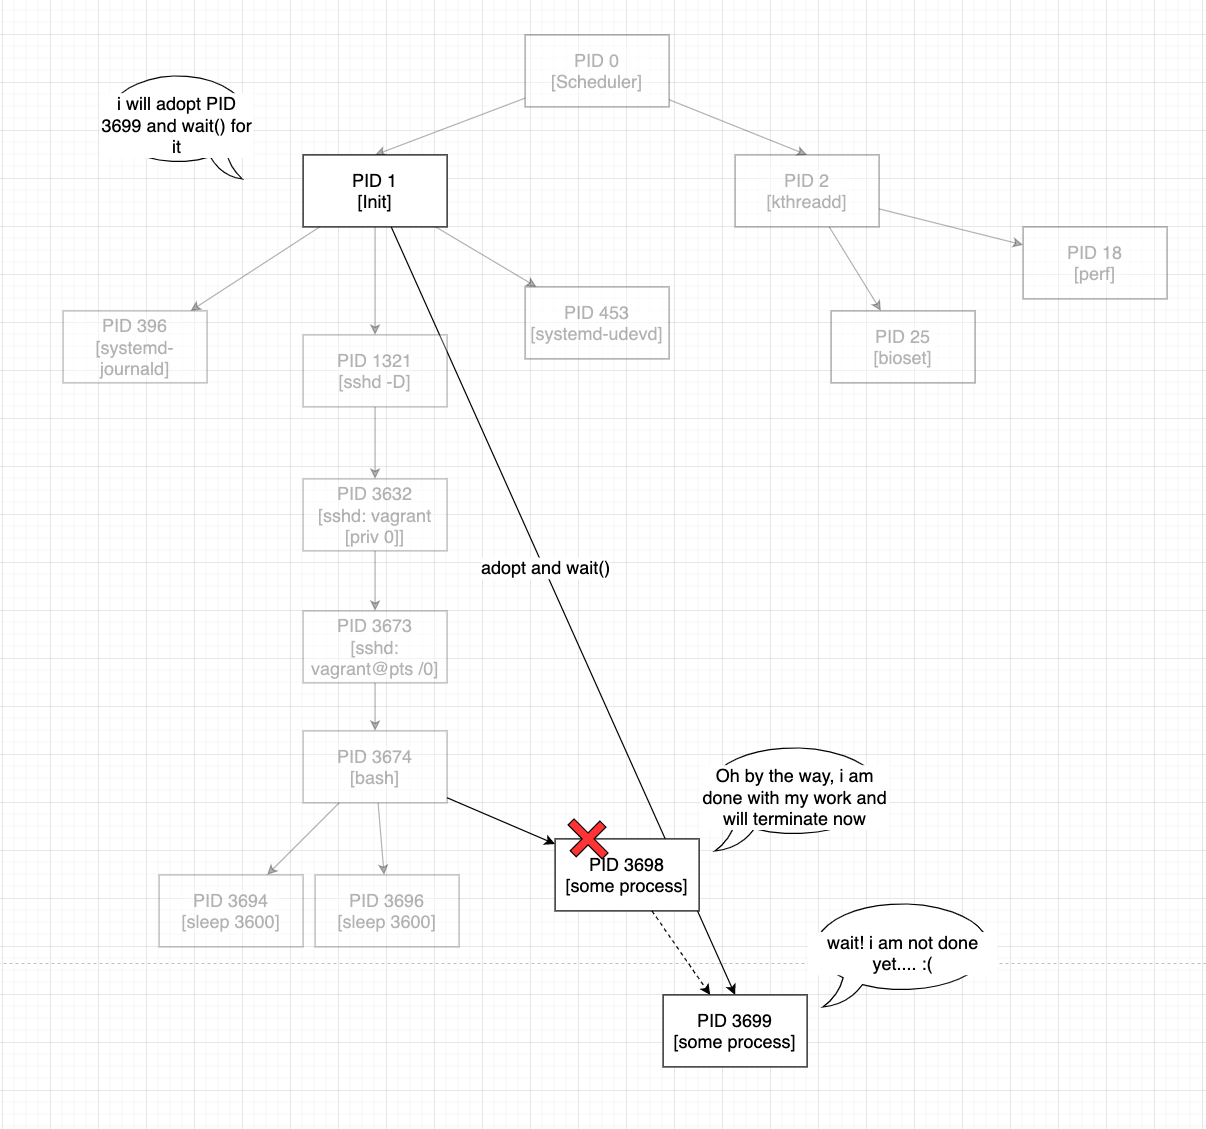 PID 0
[Scheduler]
i will adopt PID
3699 and wait() for
it
PID 1
[Init]
PID 2
[kthreadd]
PID 18
[perf]
PID 396
[systemd-
journald]
PID 1321
[sshd -D]
PID 453
[systemd-udevd]
PID 25
[bioset]
PID 3632
[sshd: vagrant
[priv 0]]
adopt and wait()
PID 3673
[sshd:
vagrant@pts /0]
PID 3674
[bash]
Oh by the way, i am
done with my work and
will terminate now
PID 3694
[sleep 3600]
PID 3696
[sleep 3600]
PID 3698
[some process]
wait! i am not done
yet.... :(
PID 3699
[some process]